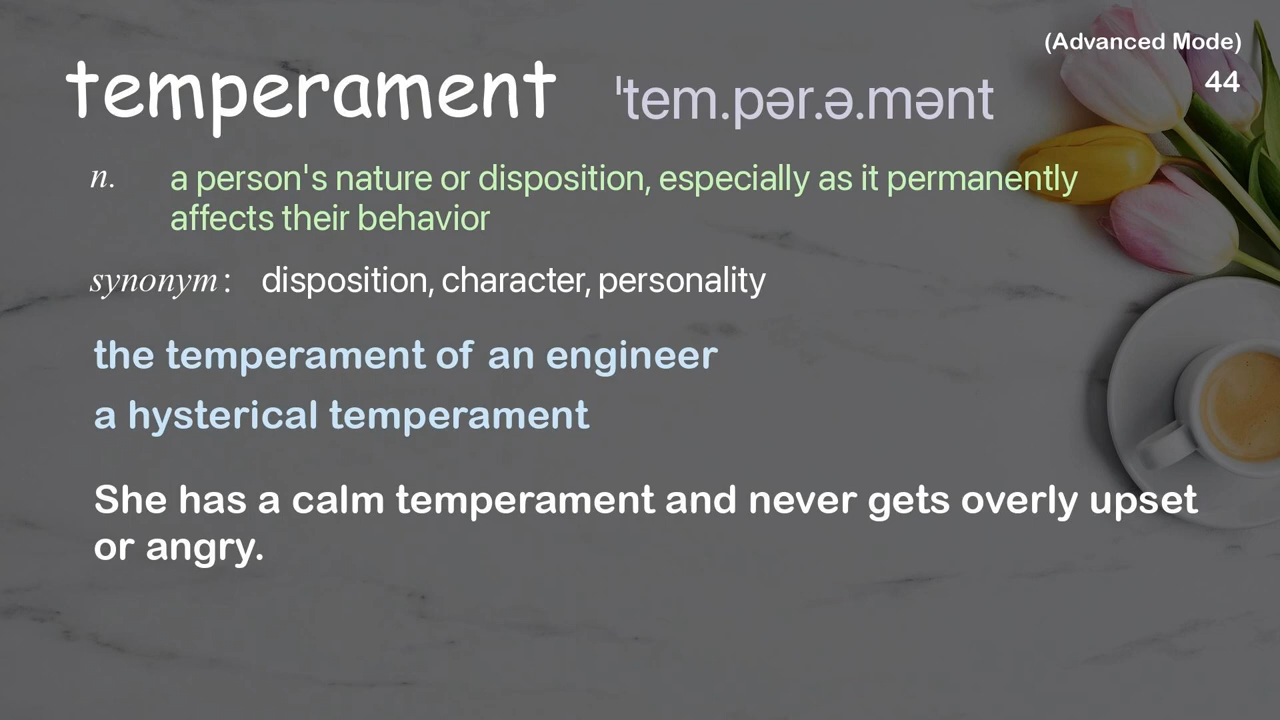 (Advanced Mode)
temperament ˈtem.pər.ə.mənt
44
n. a person's nature or disposition, especially as it permanently
affects their behavior
synonym: disposition, character, personality
the temperament of an engineer
a hysterical temperament
She has a calm temperament and never gets overly upset
or angry.